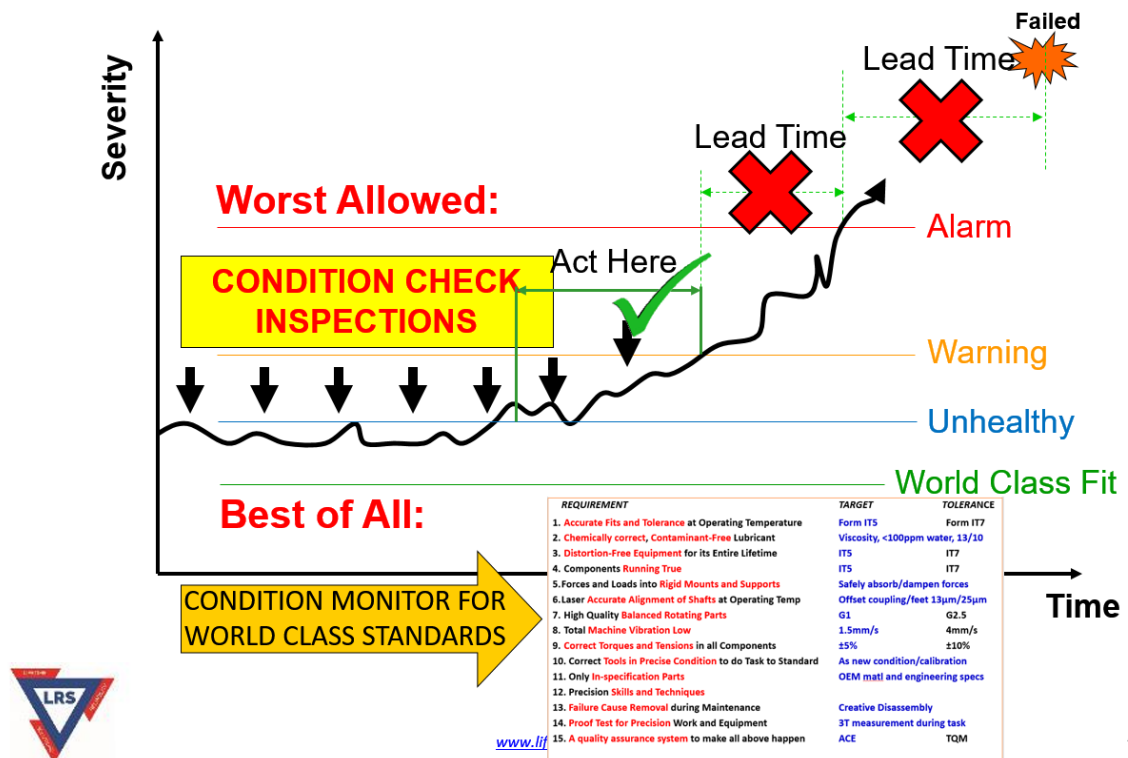 Failed
Lead Time
Lead Time
Severity
Worst Allowed:
Alarm
Act Here
CONDITION CHECK
INSPECTIONS
Warning
Unhealthy
World Class Fit
Best of All:
REQUIREMENT TARGET TOLERANCE
1. Accurate Fits and Tolerance at Operating Temperature Form IT5 Form IT7
2. Chemically correct, Contaminant-Free Lubricant Viscosity, <100ppm water, 13/10
3. Distortion-Free Equipment for its Entire Lifetime IT5 IT7
4. Components Running True IT5 IT7
5.Forces and Loads into Rigid Mounts and Supports Safely absorb/dampen forces
6.Laser Accurate Alignment of Shafts at Operating Temp Offset coupling/feet 13µm/25µm
7. High Quality Balanced Rotating Parts G1 G2.5
8. Total Machine Vibration Low 1.5mm/s 4mm/s
9. Correct Torques and Tensions in all Components ±5% ±10%
10. Correct Tools in Precise Condition to do Task to Standard As new condition/calibration
11. Only In-specification Parts OEM matl and engineering specs
12. Precision Skills and Techniques
13. Failure Cause Removal during Maintenance Creative Disassembly
14. Proof Test for Precision Work and Equipment 3T measurement during task
15. A quality assurance system to make all above happen ACE TQM
Time
CONDITION MONITOR FOR
WORLD CLASS STANDARDS
LRS
www.lif